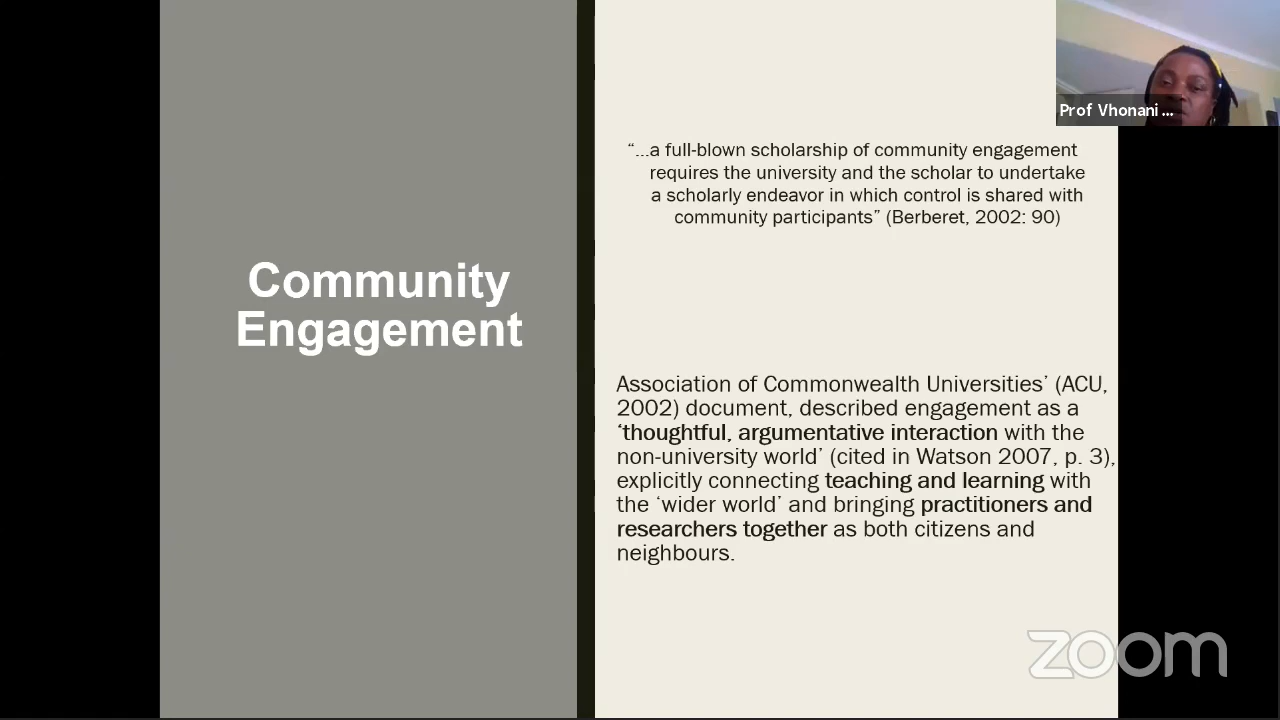 Prof Vhonani ...
“...a full-blown scholarship of community engagement
requires the university and the scholar to undertake
a scholarly endeavor in which control is shared with
community participants” (Berberet, 2002: 90)
Community
Engagement
Association of Commonwealth Universities’ (ACU,
2002) document, described engagement as a
‘thoughtful, argumentative interaction with the
non-university world’ (cited in Watson 2007, p. 3),
explicitly connecting teaching and learning with
the ‘wider world’ and bringing practitioners and
researchers together as both citizens and
neighbours.
zoom